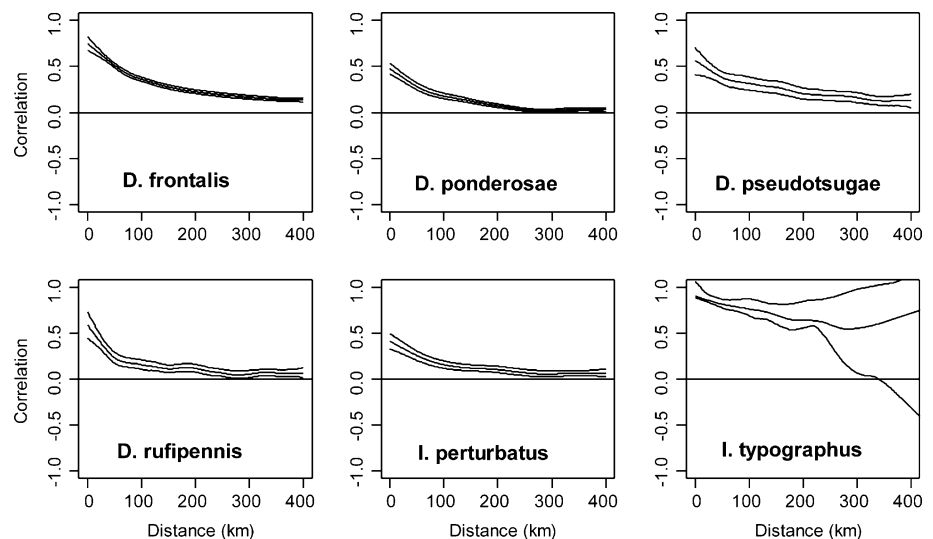 Correlation
1.0
0.5
0.0
-0.5
-1.0
D. frontalis
0 100 200 300 400
1.0
0.5
0.0
-0.5
-1.0
D. ponderosae
0 100 200 300 400
1.0
0.5
0.0
-0.5
-1.0
D. pseudotsugae
0 100 200 300 400
Correlation
1.0
0.5
0.0
-0.5
-1.0
D. rufipennis
0 100 200 300 400
Distance (km)
1.0
0.5
0.0
-0.5
-1.0
I. perturbatus
0 100 200 300 400
Distance (km)
1.0
0.5
0.0
-0.5
-1.0
I. typographus
0 100 200 300 400
Distance (km)